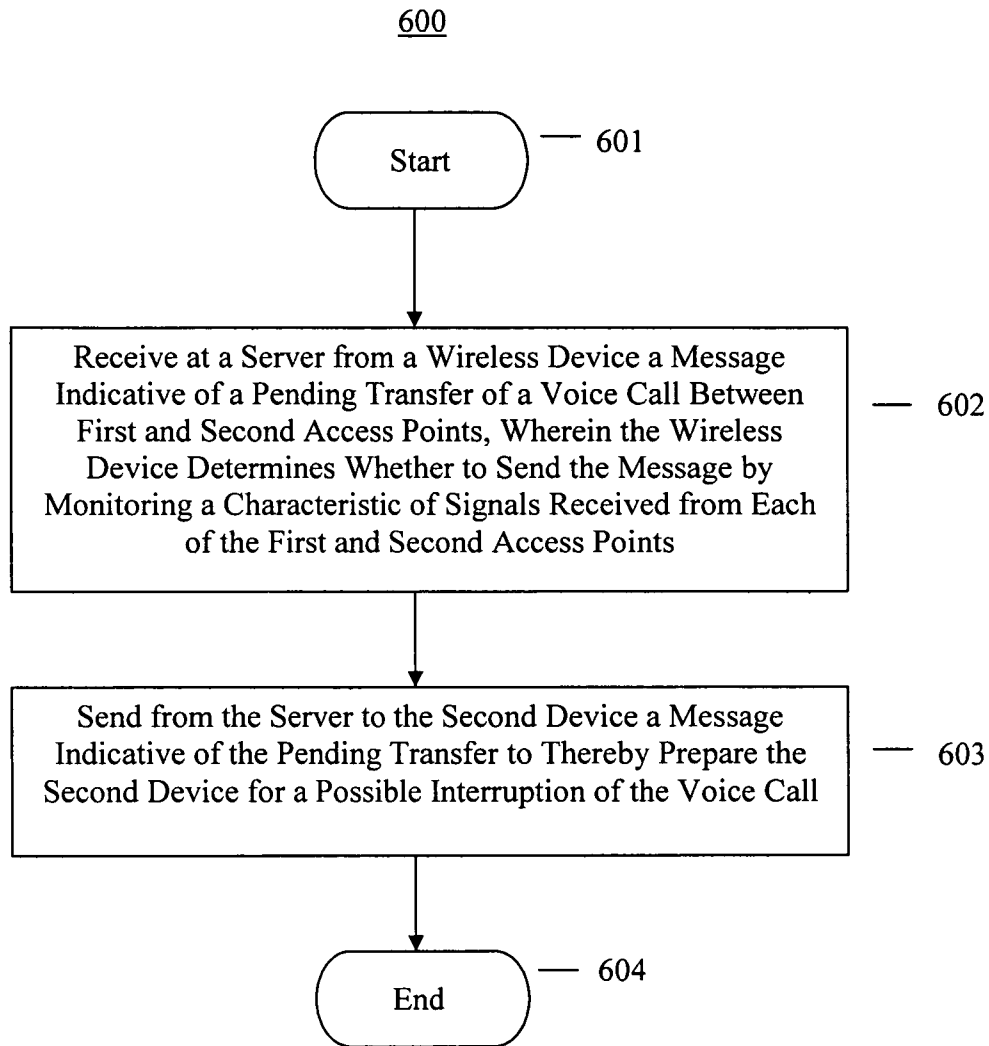 600
Start
601
Receive at a Server from a Wireless Device a Message
Indicative of a Pending Transfer of a Voice Call Between
First and Second Access Points, Wherein the Wireless
Device Determines Whether to Send the Message by
Monitoring a Characteristic of Signals Received from Each
of the First and Second Access Points
602
Send from the Server to the Second Device a Message
Indicative of the Pending Transfer to Thereby Prepare the
Second Device for a Possible Interruption of the Voice Call
603
End
604